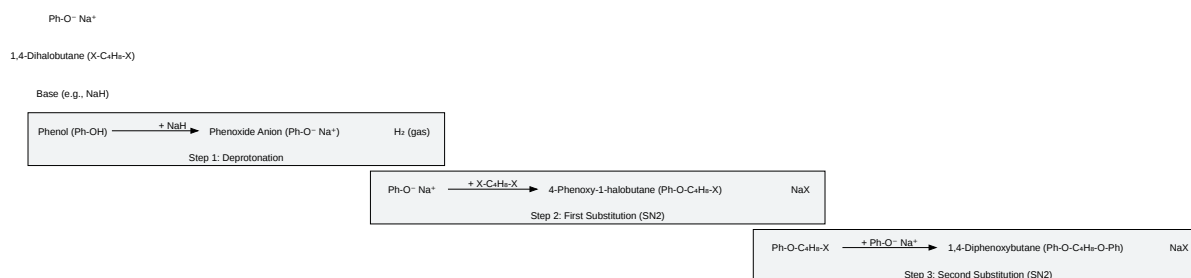 Ph-O⁻ Na⁺
1,4-Dihalobutane (X-C₄H₈-X)
Base (e.g., NaH)
Phenol (Ph-OH) + NaH Phenoxide Anion (Ph-O⁻ Na⁺) H₂ (gas)
Step 1: Deprotonation
Ph-O⁻ Na⁺ + X-C₄H₈-X 4-Phenoxy-1-halobutane (Ph-O-C₄H₈-X) NaX
Step 2: First Substitution (SN2)
Ph-O-C₄H₈-X + Ph-O⁻ Na⁺ 1,4-Diphenoxybutane (Ph-O-C₄H₈-O-Ph) NaX
Step 3: Second Substitution (SN2)